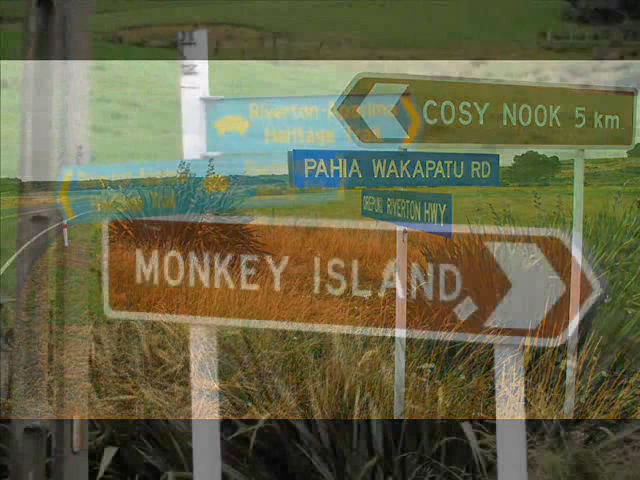 Riverton-
Heritage
COSY NOOK 5 km
PAHIA WAKAPATU RD
OREPUKI RIVERTON HWY
MONKEY ISLAND